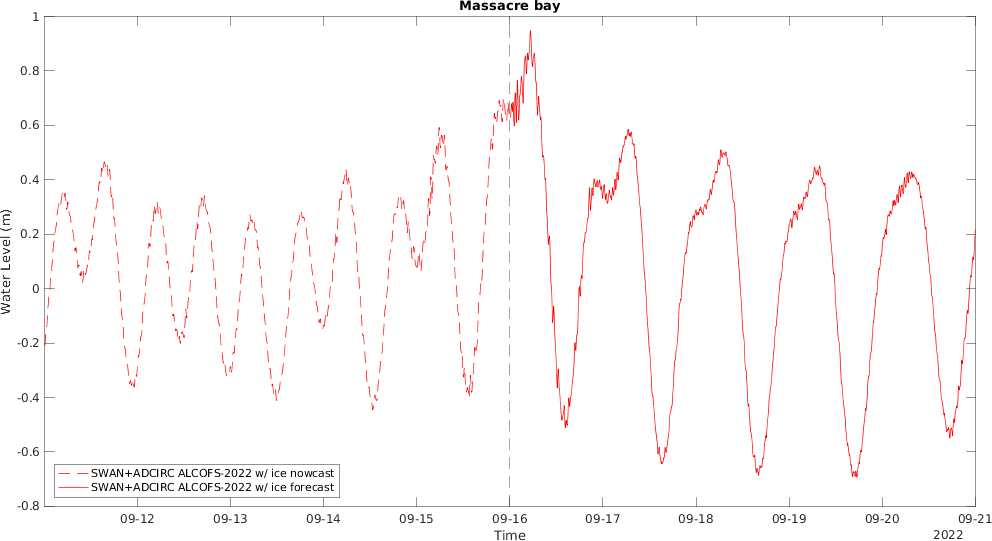 Massacre bay
1
0.8
0.6
0.4
0.2
0
-0.2
-0.4
-0.6
-0.8
Water Level (m)
SWAN+ADCIRC ALCOFS-2022 w/ ice nowcast
SWAN+ADCIRC ALCOFS-2022 w/ ice forecast
09-12 09-13 09-14 09-15 09-16 09-17 09-18 09-19 09-20 09-21
Time
2022